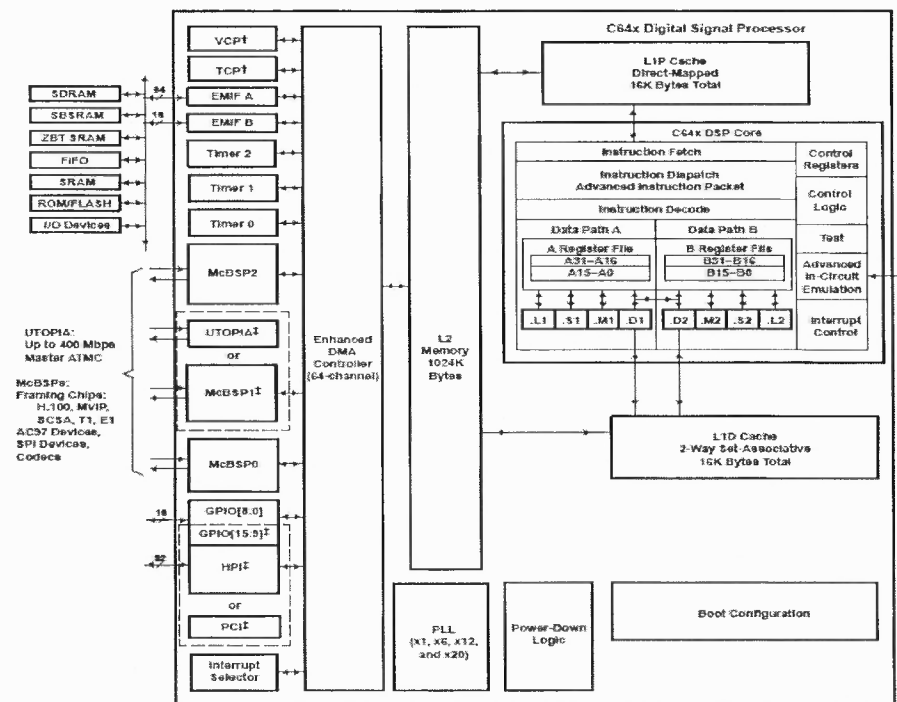 C64x Digital Signal Processor
VCP‡
TCP‡
EMIF A
EMIF B
Timer 2
Timer 1
Timer 0
64
16
SDRAM
SBSRAM
ZBT SRAM
FIFO
SRAM
ROM/FLASH
I/O Devices
McBSP2
UTOPIA‡
or
McBSP1‡
McBSP0
UTOPIA:
Up to 400 Mbps
Master ATMC
McBSPs:
Framing Chips:
H.100, MVIP,
SCSA, T1, E1
AC97 Devices,
SPI Devices,
Codecs
16
GPIO[8:0]
GPIO[15:9]‡
32
HPI‡
or
PCI‡
Interrupt
Selector
Enhanced
DMA
Controller
(64-channel)
L2
Memory
1024K
Bytes
PLL
(x1, x6, x12,
and x20)
Power-Down
Logic
Boot Configuration
L1P Cache
Direct-Mapped
16K Bytes Total
C64x DSP Core
Instruction Fetch
Instruction Dispatch
Advanced Instruction Packet
Instruction Decode
Data Path A
Data Path B
A Register File
A31–A16
A15–A0
B Register File
B31–B16
B15–B0
.L1
.S1
.M1
.D1
.D2
.M2
.S2
.L2
Control
Registers
Control
Logic
Test
Advanced
In-Circuit
Emulation
Interrupt
Control
L1D Cache
2-Way Set-Associative
16K Bytes Total